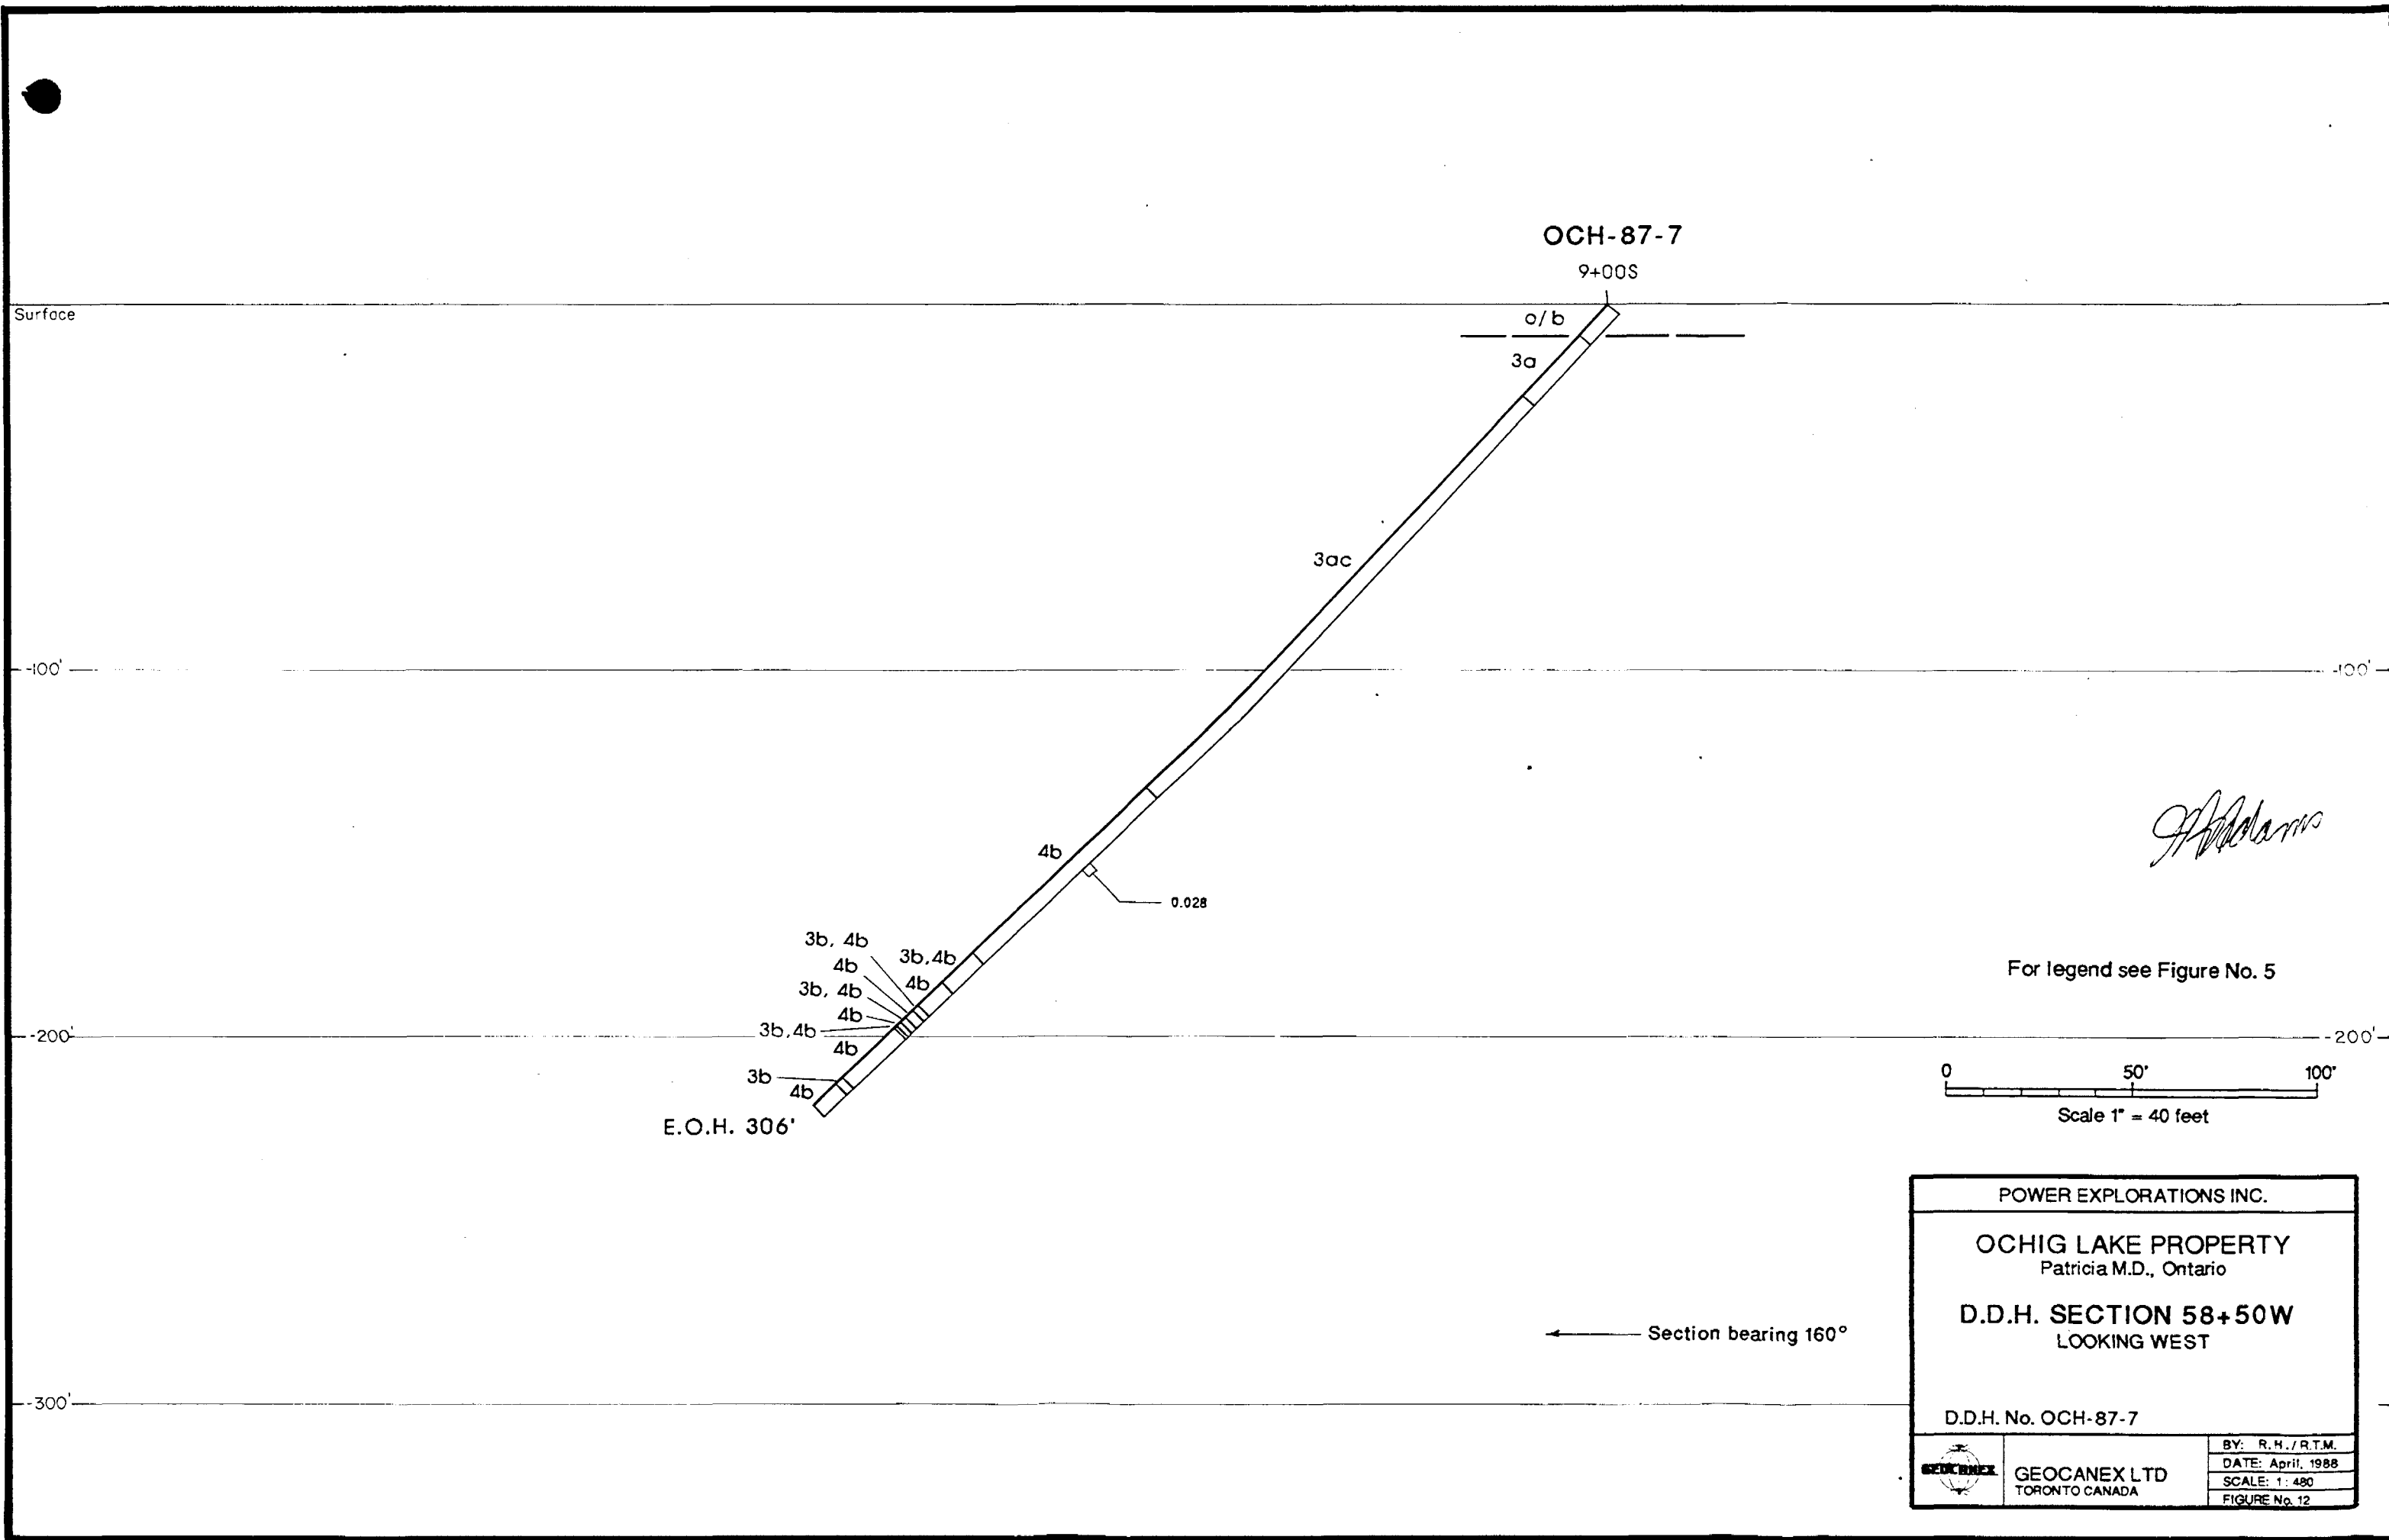 OCH-87-7
9+00S
Surface
o/b
3a
3ac
-100'
-100'
4b
0.028
3b, 4b
3b,4b
4b
4b
3b, 4b
4b
3b,4b
4b
3b
4b
E.O.H. 306'
-200'
-200'
For legend see Figure No. 5
0 50' 100'
Scale 1" = 40 feet
Section bearing 160°
-300'
POWER EXPLORATIONS INC.
OCHIG LAKE PROPERTY
Patricia M.D., Ontario
D.D.H. SECTION 58+50W
LOOKING WEST
D.D.H. No. OCH-87-7
GEOCANEX
GEOCANEX LTD
TORONTO CANADA
BY: R.H./R.T.M.
DATE: April, 1988
SCALE: 1:480
FIGURE No. 12